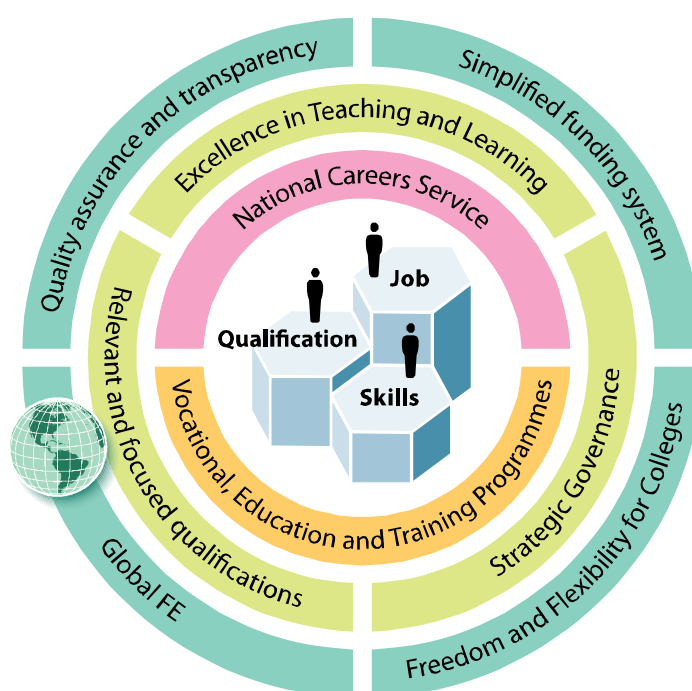 Quality assurance and transparency
Simplified funding system
Excellence in Teaching and Learning
National Careers Service
Job
Qualification
Skills
Relevant and focused qualifications
Vocational, Education and Training Programmes
Strategic Governance
Global FE
Freedom and Flexibility for Colleges